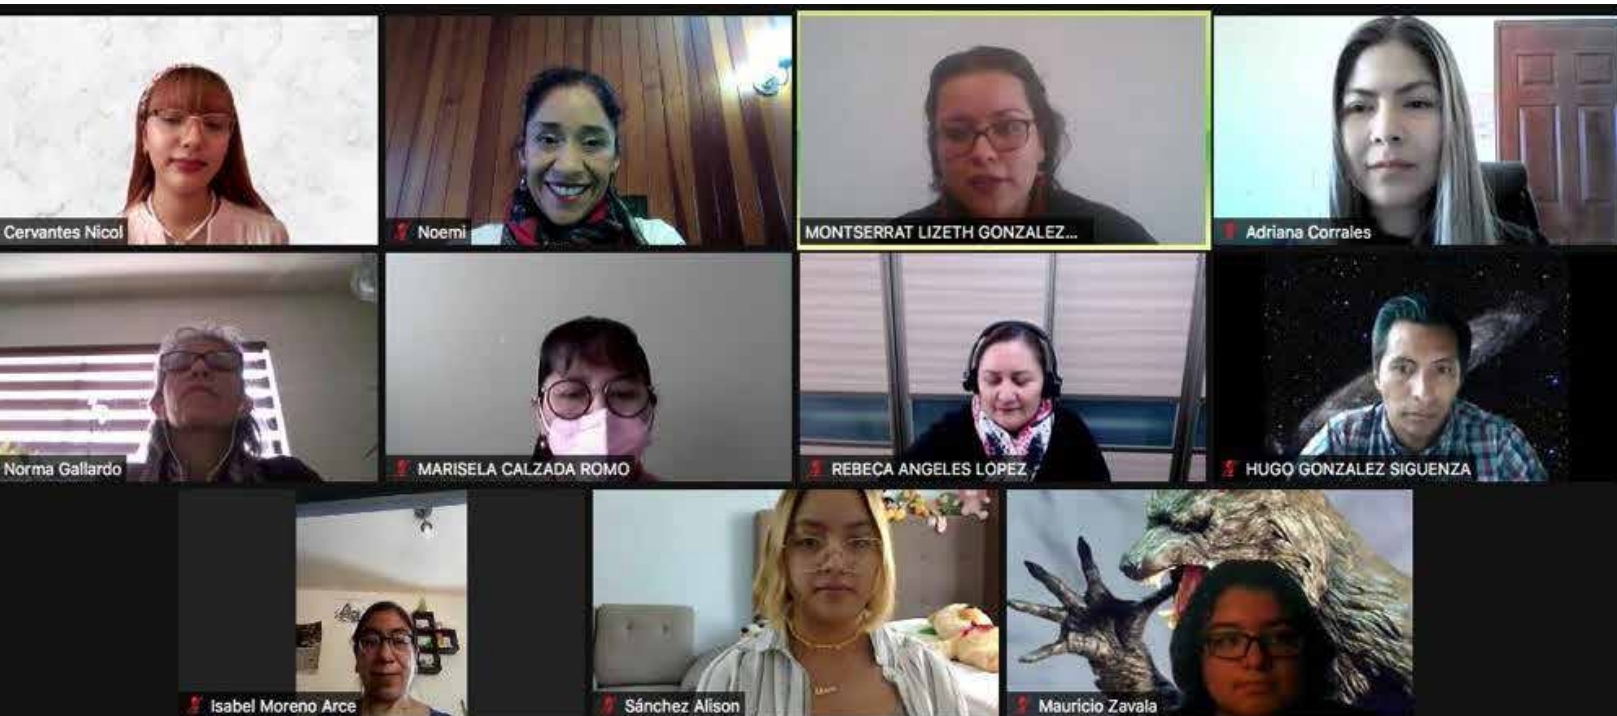 Cervantes Nicol
Noemi
MONTSERRAT LIZETH GONZALEZ...
Adriana Corrales
Norma Gallardo
MARISELA CALZADA ROMO
REBECA ANGELES LOPEZ
HUGO GONZALEZ SIGUENZA
Isabel Moreno Arce
Sánchez Alison
Mauricio Zavala